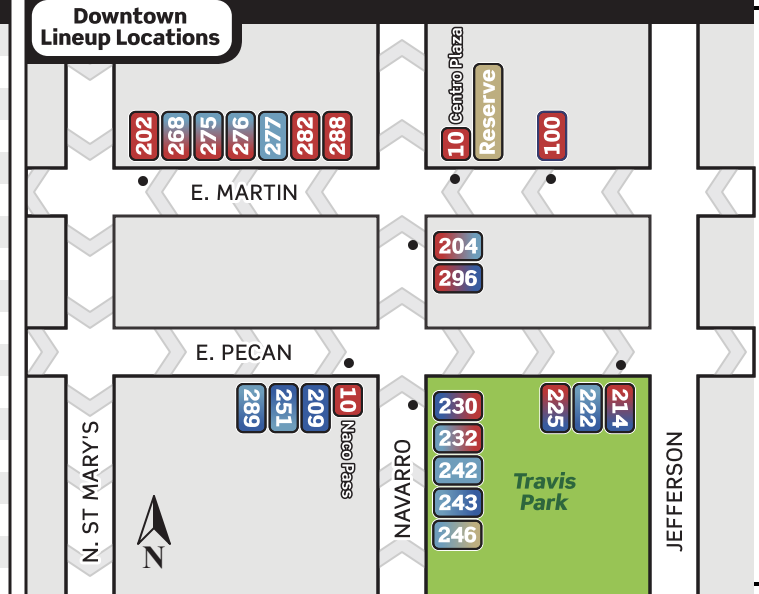 Downtown
Lineup Locations
202
268
275
276
277
282
288
10 Centro Plaza
Reserve
100
E. MARTIN
204
296
E. PECAN
289
251
209
10 Naco Pass
230
232
242
243
246
225
222
214
Travis
Park
N. ST MARY'S
NAVARRO
JEFFERSON
N